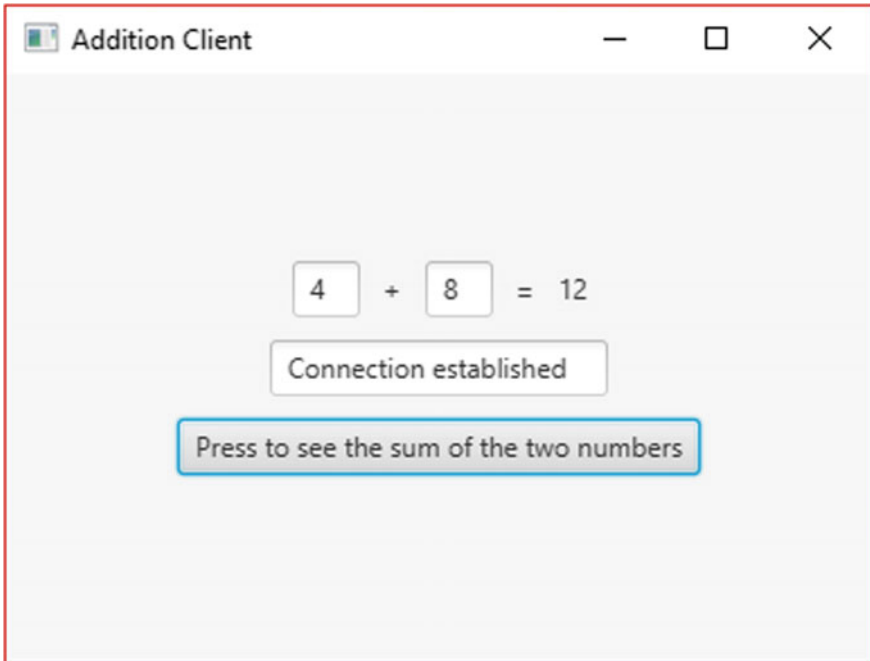 Addition Client
4 + 8 = 12
Connection established
Press to see the sum of the two numbers